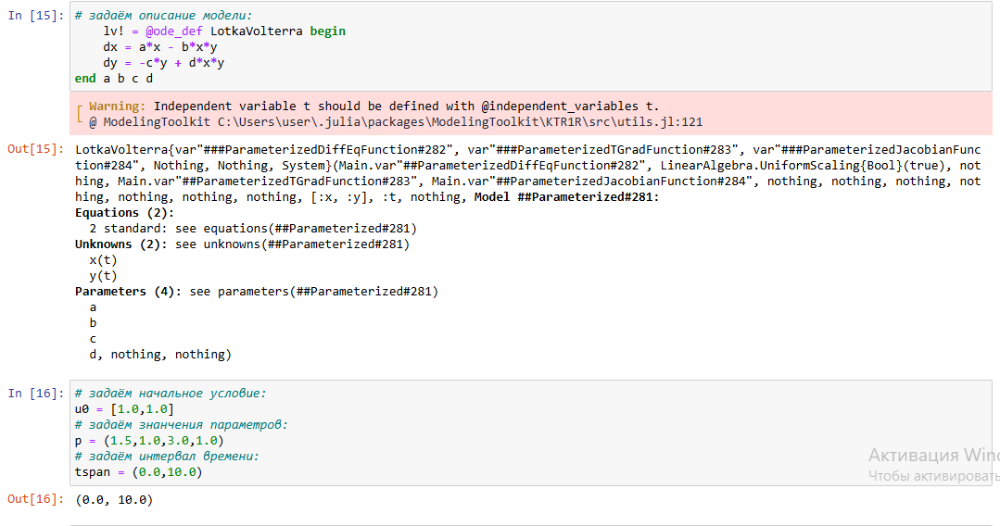 In [15]: # задаём описание модели:
lv! = @ode_def LotkaVolterra begin
dx = a*x - b*x*y
dy = -c*y + d*x*y
end a b c d
Warning: Independent variable t should be defined with @independent_variables t.
@ ModelingToolkit C:\Users\user\.julia\packages\ModelingToolkit\KTR1R\src\utils.jl:121
Out[15]: LotkaVolterra{var"###ParameterizedDiffEqFunction#282", var"###ParameterizedTGradFunction#283", var"###ParameterizedJacobianFunc
tion#284", Nothing, Nothing, System}(Main.var"##ParameterizedDiffEqFunction#282", LinearAlgebra.UniformScaling{Bool}(true), not
hing, Main.var"##ParameterizedTGradFunction#283", Main.var"##ParameterizedJacobianFunction#284", nothing, nothing, nothing, not
hing, nothing, nothing, nothing, [:x, :y], :t, nothing, Model ##Parameterized#281:
Equations (2):
2 standard: see equations(##Parameterized#281)
Unknowns (2): see unknowns(##Parameterized#281)
x(t)
y(t)
Parameters (4): see parameters(##Parameterized#281)
a
b
c
d, nothing, nothing)
In [16]: # задаём начальное условие:
u0 = [1.0,1.0]
# задаём знанчения параметров:
p = (1.5,1.0,3.0,1.0)
# задаём интервал времени:
tspan = (0.0,10.0)
Активация Wind
Чтобы активировать
Out[16]: (0.0, 10.0)